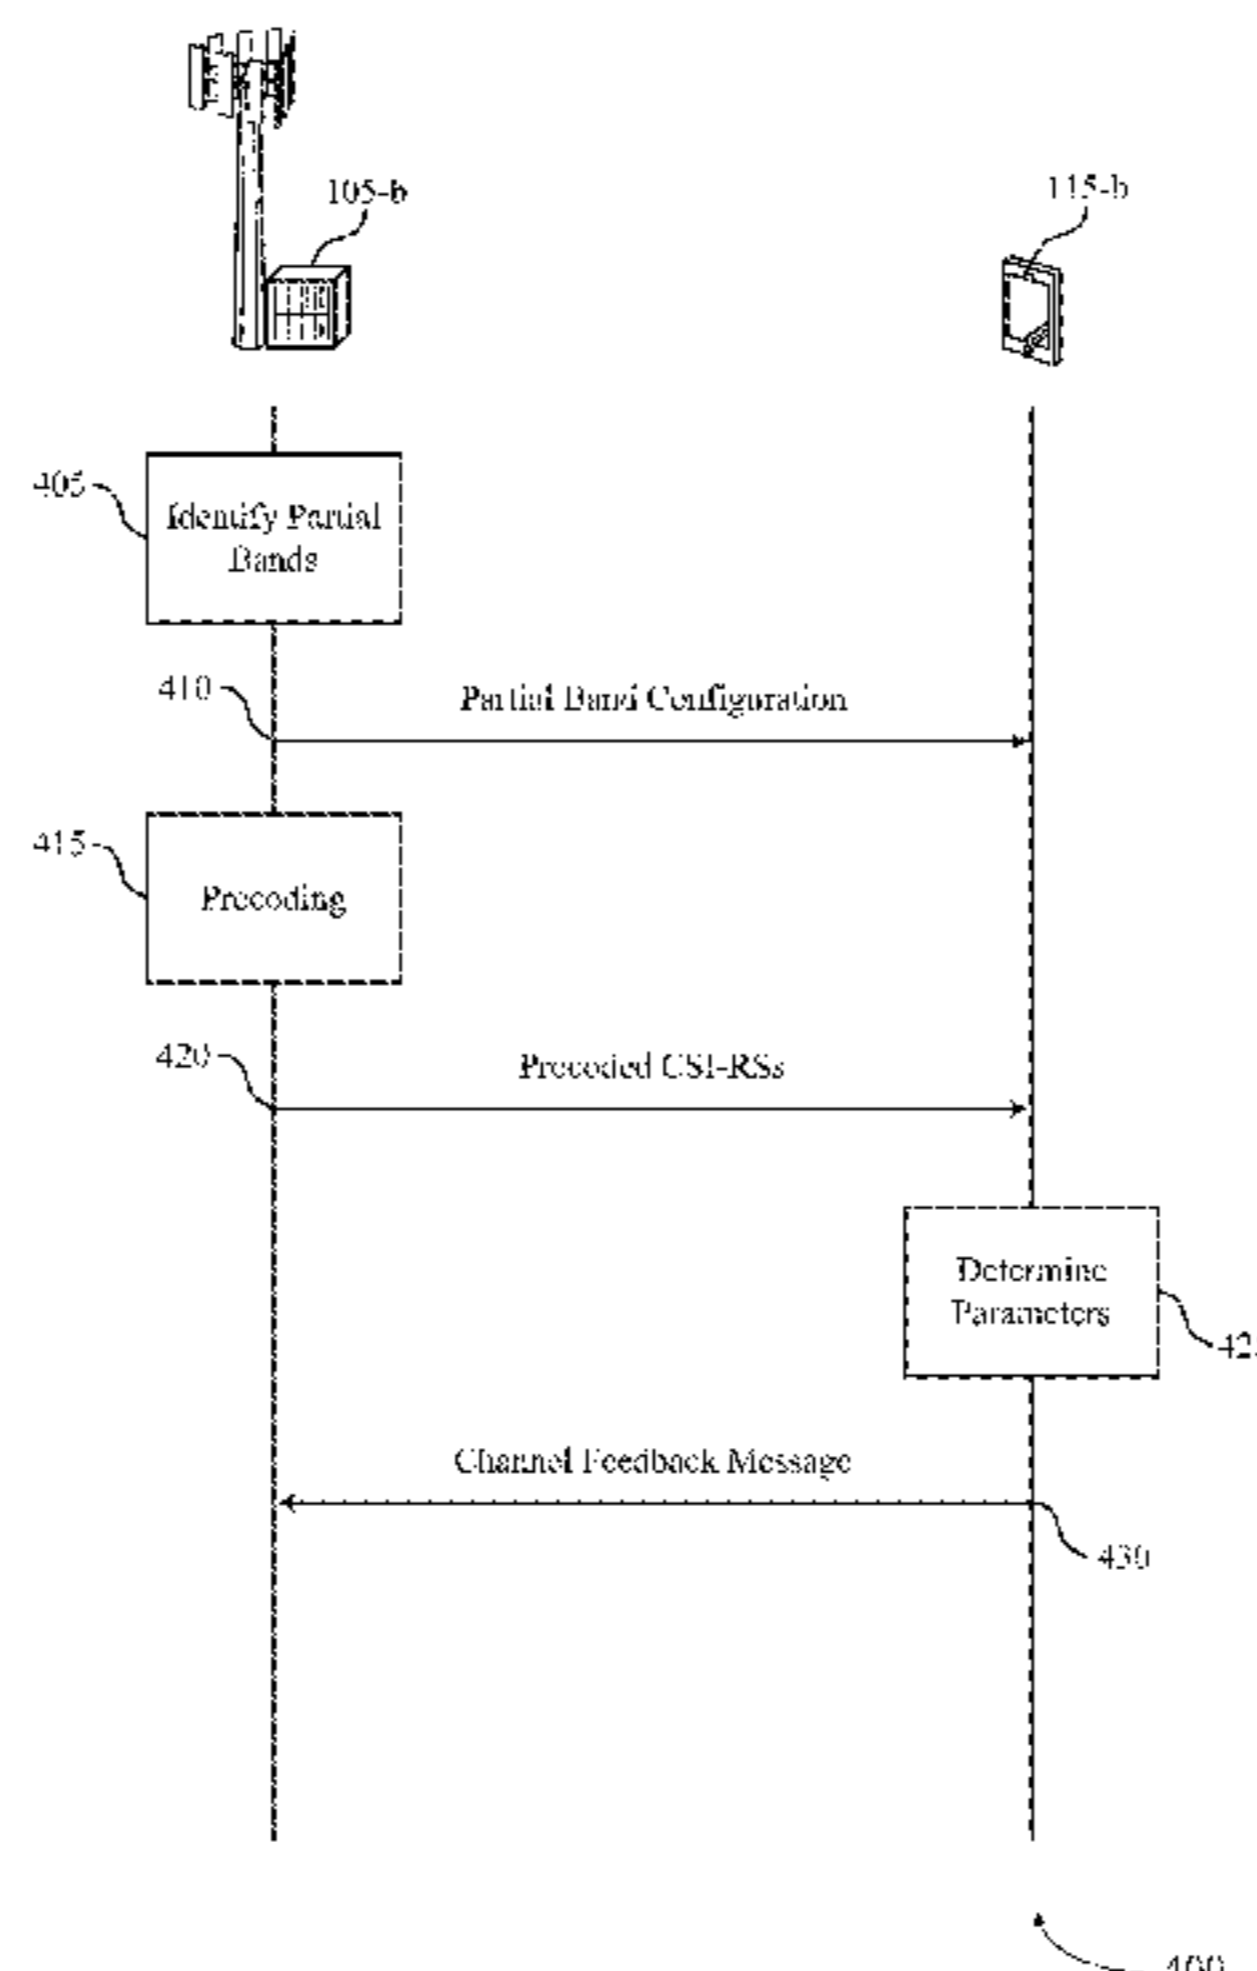 105-b
115-b
405
Identify Partial
Bands
410
Partial Band Configuration
415
Precoding
420
Precoded CSI-RSs
Determine
Parameters
42
Channel Feedback Message
430
400